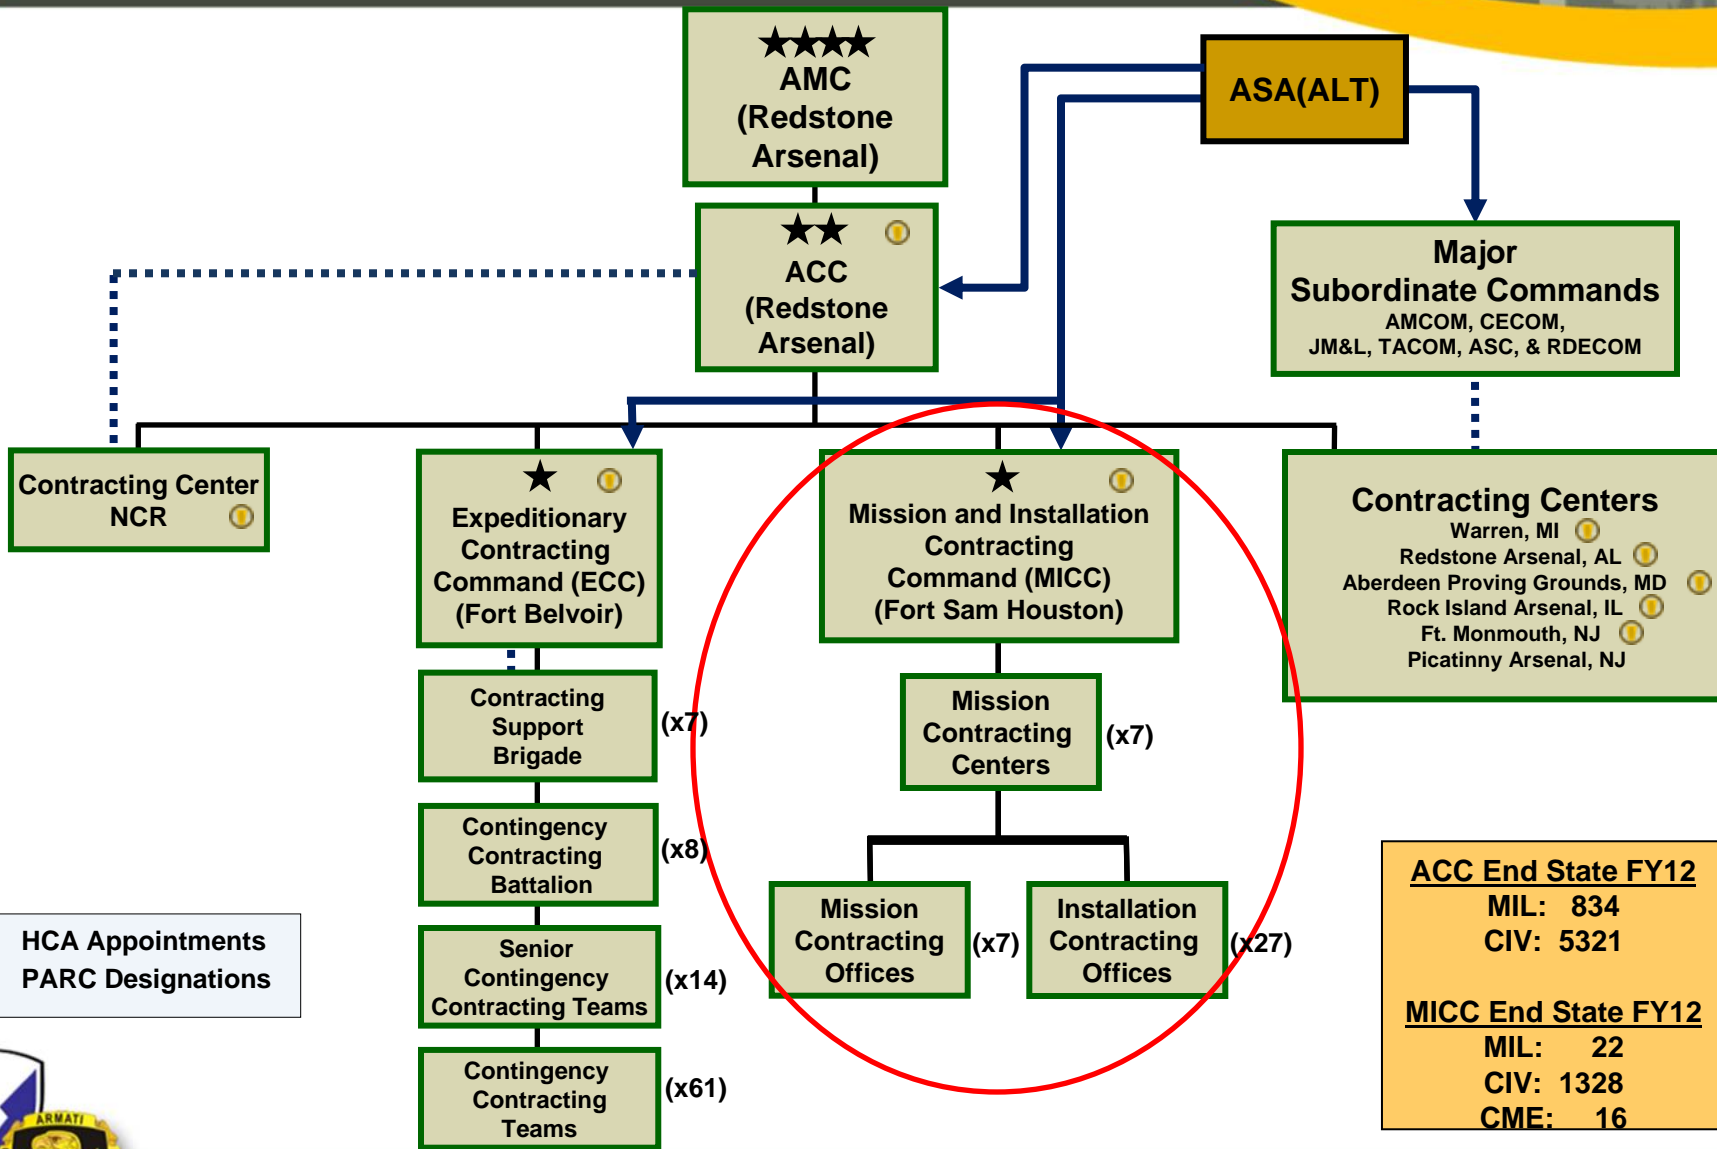 AMC
(Redstone
Arsenal)
ASA(ALT)
ACC
(Redstone
Arsenal)
Major
Subordinate Commands
AMCOM, CECOM,
JM&L, TACOM, ASC, & RDECOM
Contracting Center
NCR
Expeditionary
Contracting
Command (ECC)
(Fort Belvoir)
Mission and Installation
Contracting
Command (MICC)
(Fort Sam Houston)
Contracting Centers
Warren, MI
Redstone Arsenal, AL
Aberdeen Proving Grounds, MD
Rock Island Arsenal, IL
Ft. Monmouth, NJ
Picatinny Arsenal, NJ
Contracting
Support
Brigade
(x7)
Mission
Contracting
Centers
(x7)
Contingency
Contracting
Battalion
(x8)
Mission
Contracting
Offices
(x7)
Installation
Contracting
Offices
(x27)
Senior
Contingency
Contracting Teams
(x14)
Contingency
Contracting
Teams
(x61)
HCA Appointments
PARC Designations
ACC End State FY12
MIL: 834
CIV: 5321
MICC End State FY12
MIL: 22
CIV: 1328
CME: 16
ARMATI